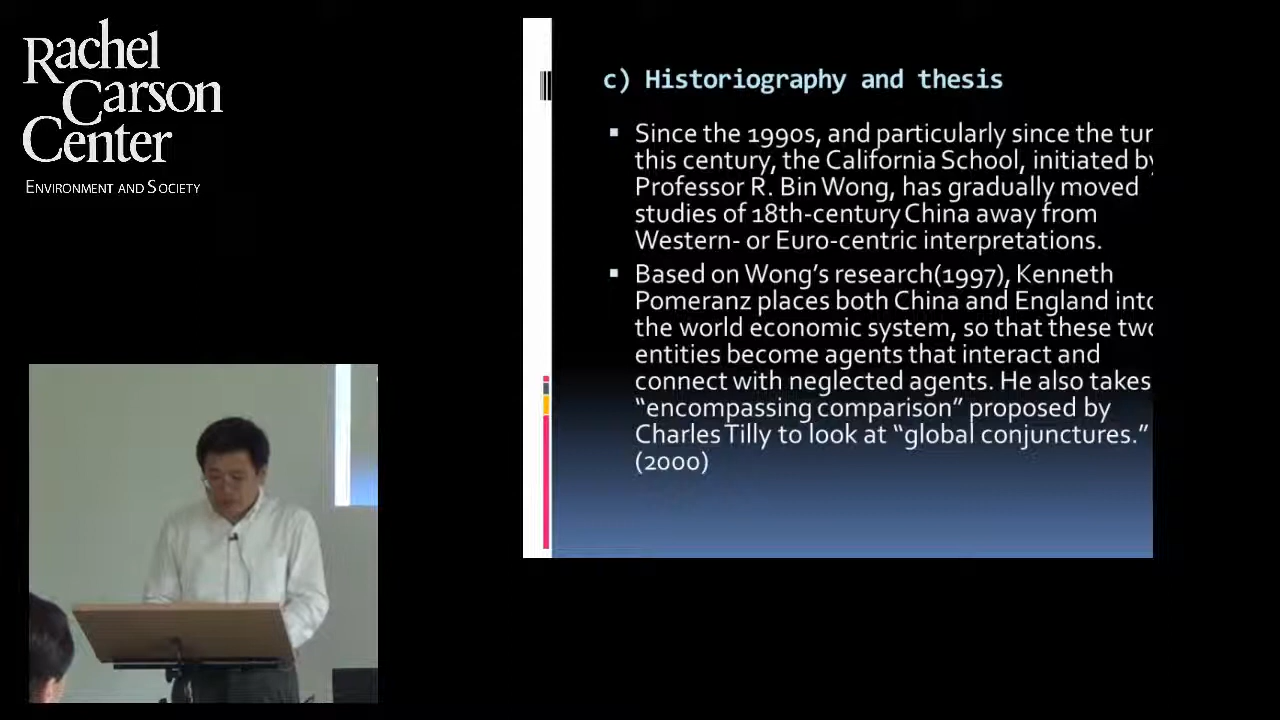 Rachel
Carson
Center
ENVIRONMENT AND SOCIETY
c) Historiography and thesis
▪ Since the 1990s, and particularly since the tur
this century, the California School, initiated by
Professor R. Bin Wong, has gradually moved
studies of 18th-century China away from
Western- or Euro-centric interpretations.
▪ Based on Wong's research(1997), Kenneth
Pomeranz places both China and England into
the world economic system, so that these two
entities become agents that interact and
connect with neglected agents. He also takes
“encompassing comparison” proposed by
Charles Tilly to look at “global conjunctures.”
(2000)